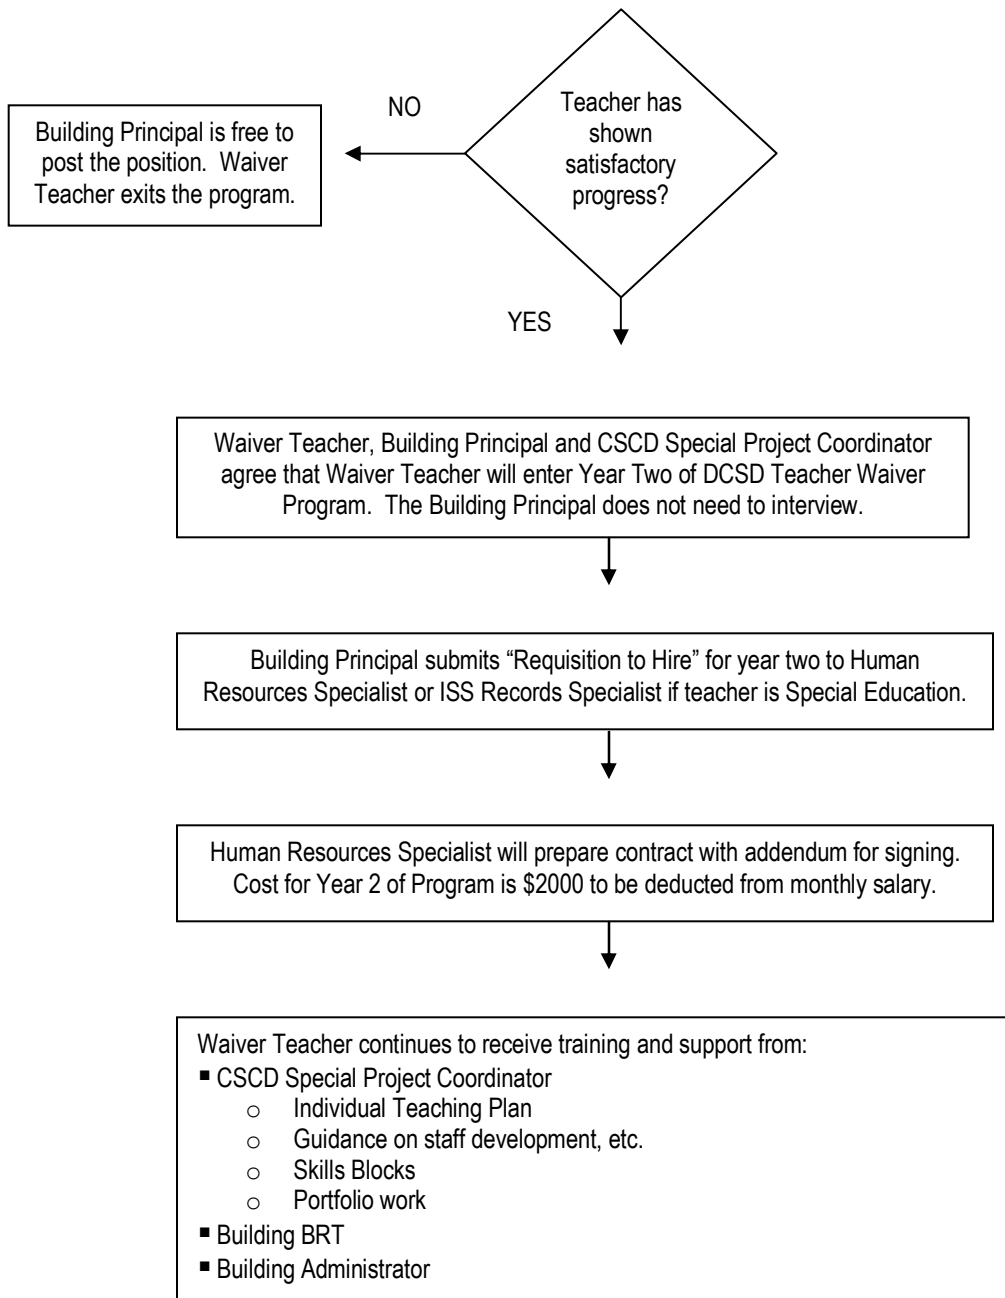 Teacher has
shown
satisfactory
progress?
NO
Building Principal is free to
post the position.  Waiver
Teacher exits the program.
YES
Waiver Teacher, Building Principal and CSCD Special Project Coordinator
agree that Waiver Teacher will enter Year Two of DCSD Teacher Waiver
Program.  The Building Principal does not need to interview.
Building Principal submits “Requisition to Hire” for year two to Human
Resources Specialist or ISS Records Specialist if teacher is Special Education.
Human Resources Specialist will prepare contract with addendum for signing.
Cost for Year 2 of Program is $2000 to be deducted from monthly salary.
Waiver Teacher continues to receive training and support from:
▪ CSCD Special Project Coordinator
o Individual Teaching Plan
o Guidance on staff development, etc.
o Skills Blocks
o Portfolio work
▪ Building BRT
▪ Building Administrator